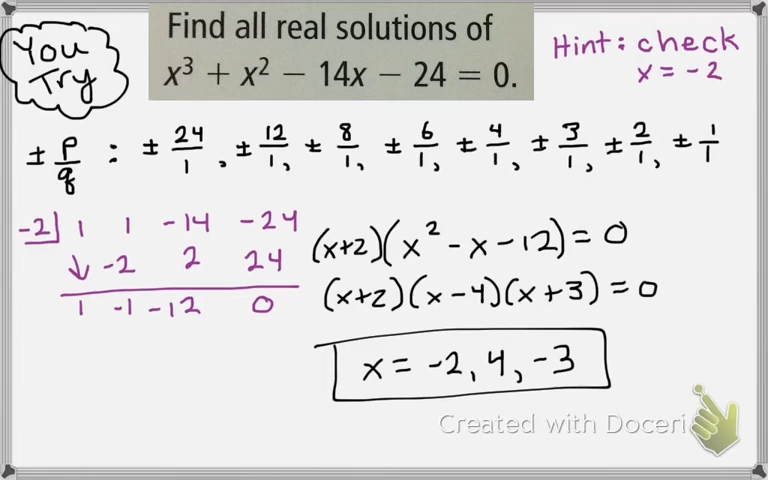 You Try
Find all real solutions of
x³ + x² − 14x − 24 = 0.
Hint: check
x = -2
± P/q : ± 24/1, ± 12/1, ± 8/1, ± 6/1, ± 4/1, ± 3/1, ± 2/1, ± 1/1
-2| 1 1 -14 -24
↓ -2 2 24
1 -1 -12 0
(x+2)(x² - x - 12) = 0
(x+2)(x-4)(x+3) = 0
x = -2, 4, -3
Created with Doceri